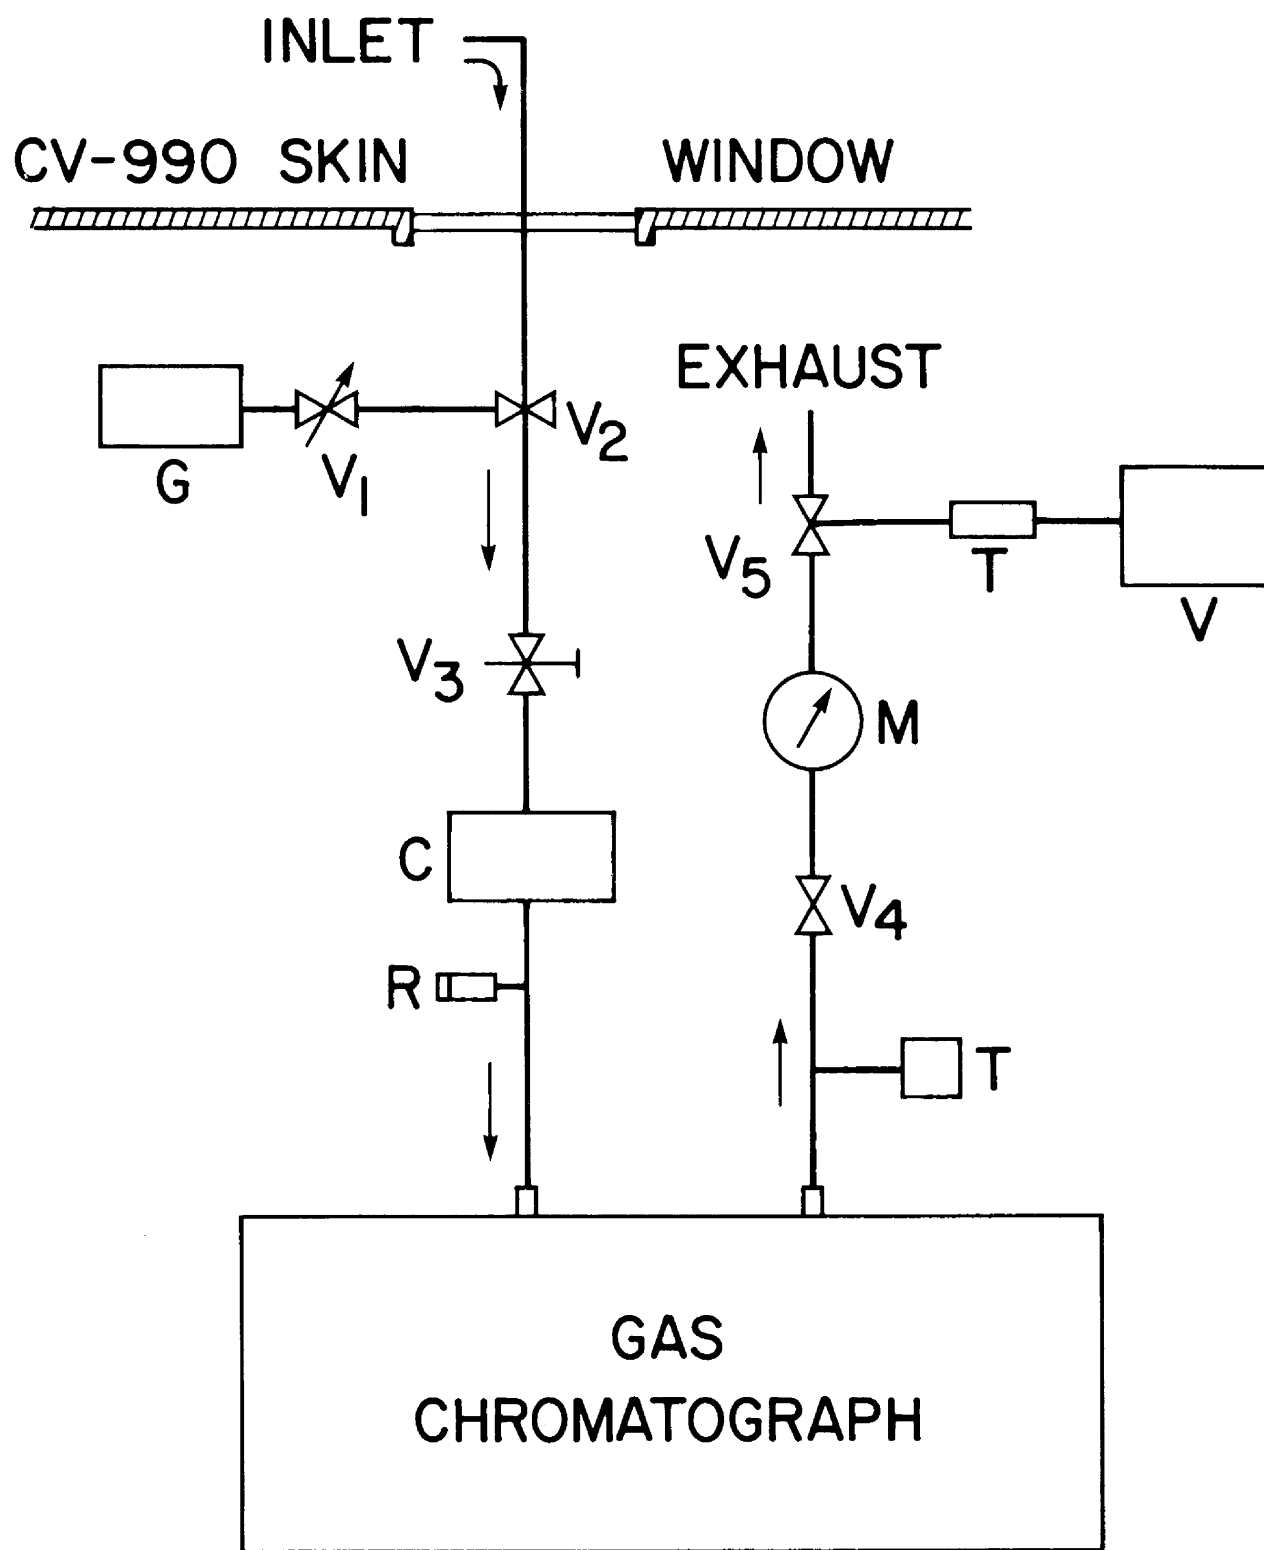 INLET
CV-990 SKIN
WINDOW
EXHAUST
G
V1
V2
V5
T
V
V3
M
C
V4
R
T
GAS
CHROMATOGRAPH